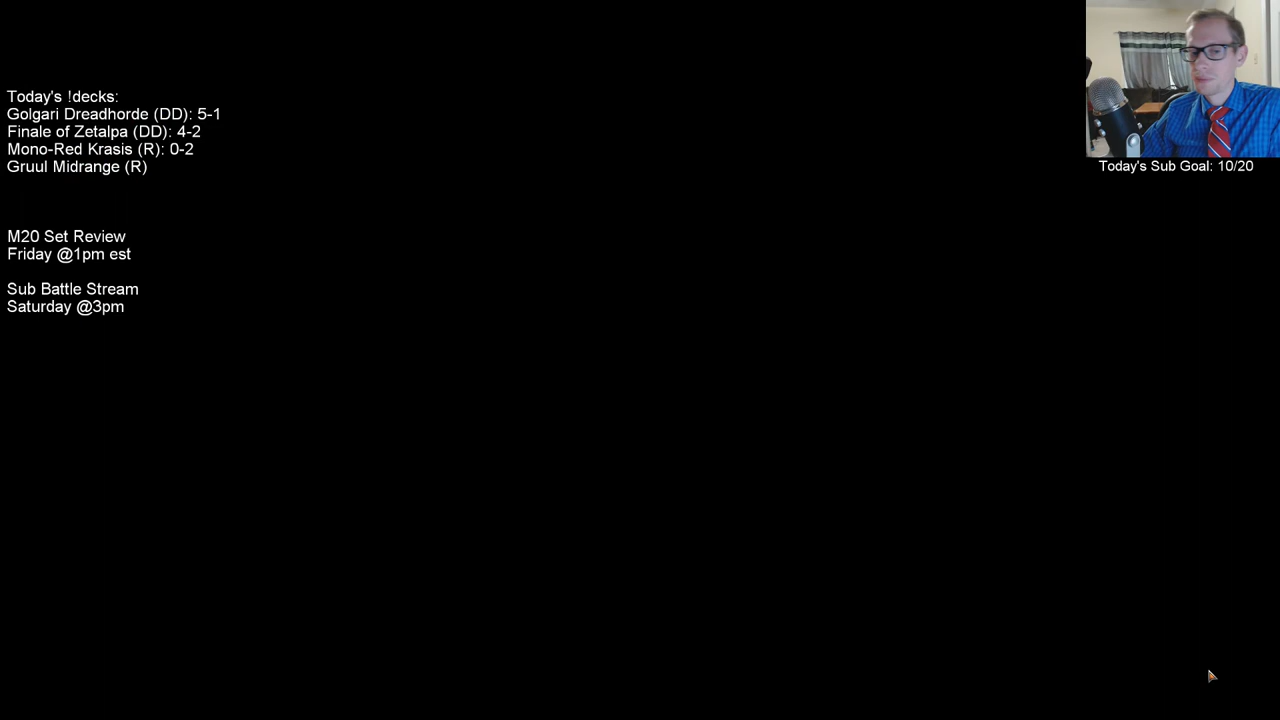 Today's !decks:
Golgari Dreadhorde (DD): 5-1
Finale of Zetalpa (DD): 4-2
Mono-Red Krasis (R): 0-2
Gruul Midrange (R)
M20 Set Review
Friday @1pm est
Sub Battle Stream
Saturday @3pm
Today's Sub Goal: 10/20